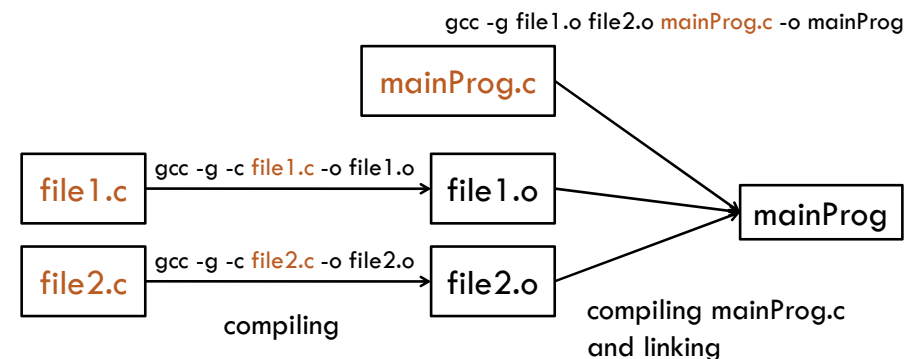 gcc -g file1.o file2.o mainProg.c -o mainProg
mainProg.c
file1.c
gcc -g -c file1.c -o file1.o
file1.o
mainProg
file2.c
gcc -g -c file2.c -o file2.o
file2.o
compiling
compiling mainProg.c
and linking